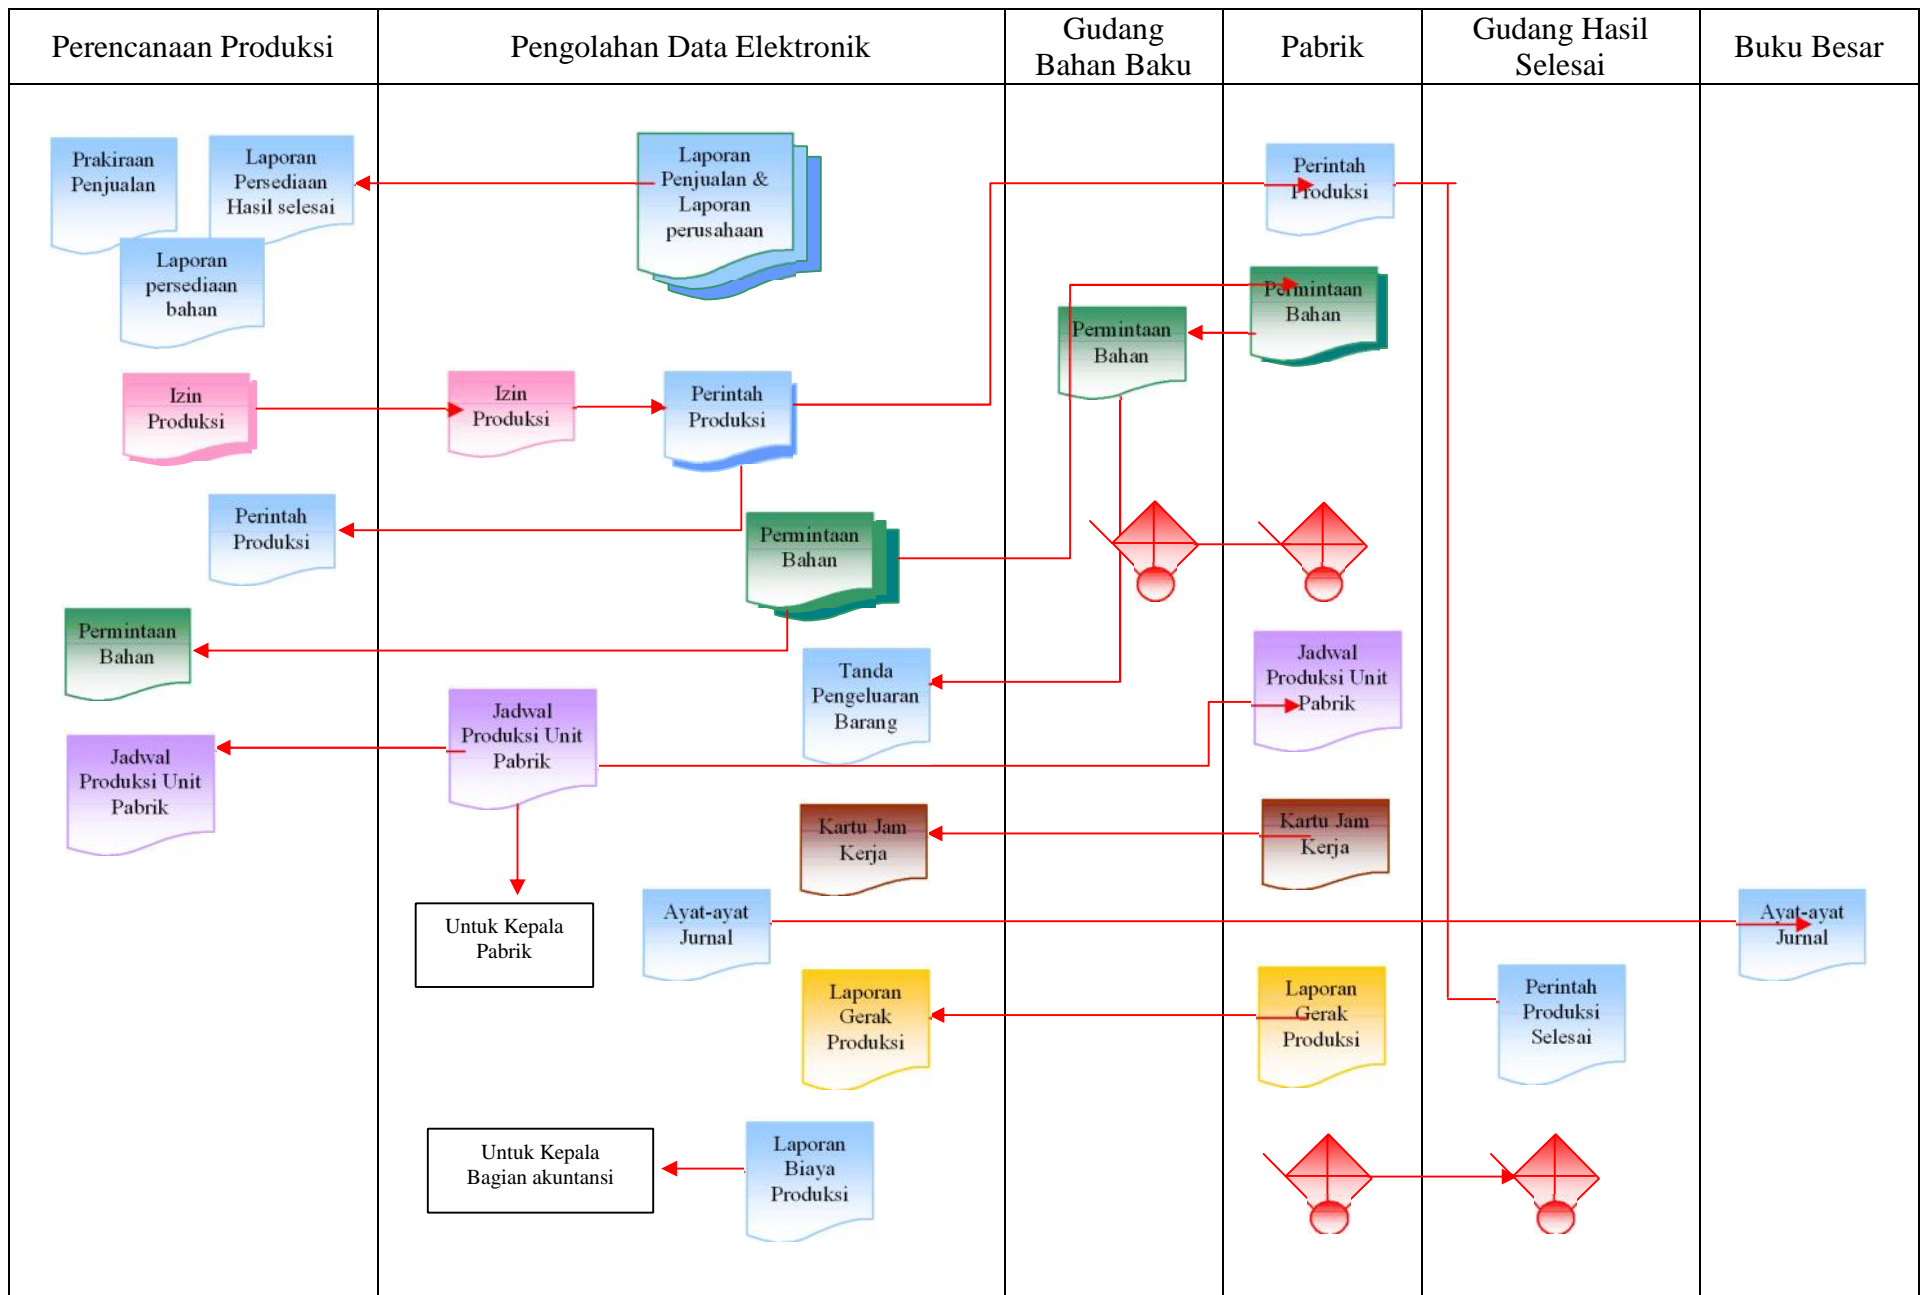 Perencanaan Produksi
Pengolahan Data Elektronik
Gudang
Bahan Baku
Pabrik
Gudang Hasil
Selesai
Buku Besar
Prakiraan
Penjualan
Laporan
Persediaan
Hasil selesai
Laporan
persediaan
bahan
Laporan
Penjualan &
Laporan
perusahaan
Perintah
Produksi
Permintaan
Bahan
Permintaan
Bahan
Izin
Produksi
Izin
Produksi
Perintah
Produksi
Perintah
Produksi
Permintaan
Bahan
Permintaan
Bahan
Tanda
Pengeluaran
Barang
Jadwal
Produksi Unit
Pabrik
Jadwal
Produksi Unit
Pabrik
Jadwal
Produksi Unit
Pabrik
Kartu Jam
Kerja
Kartu Jam
Kerja
Untuk Kepala
Pabrik
Ayat-ayat
Jurnal
Ayat-ayat
Jurnal
Laporan
Gerak
Produksi
Laporan
Gerak
Produksi
Perintah
Produksi
Selesai
Untuk Kepala
Bagian akuntansi
Laporan
Biaya
Produksi